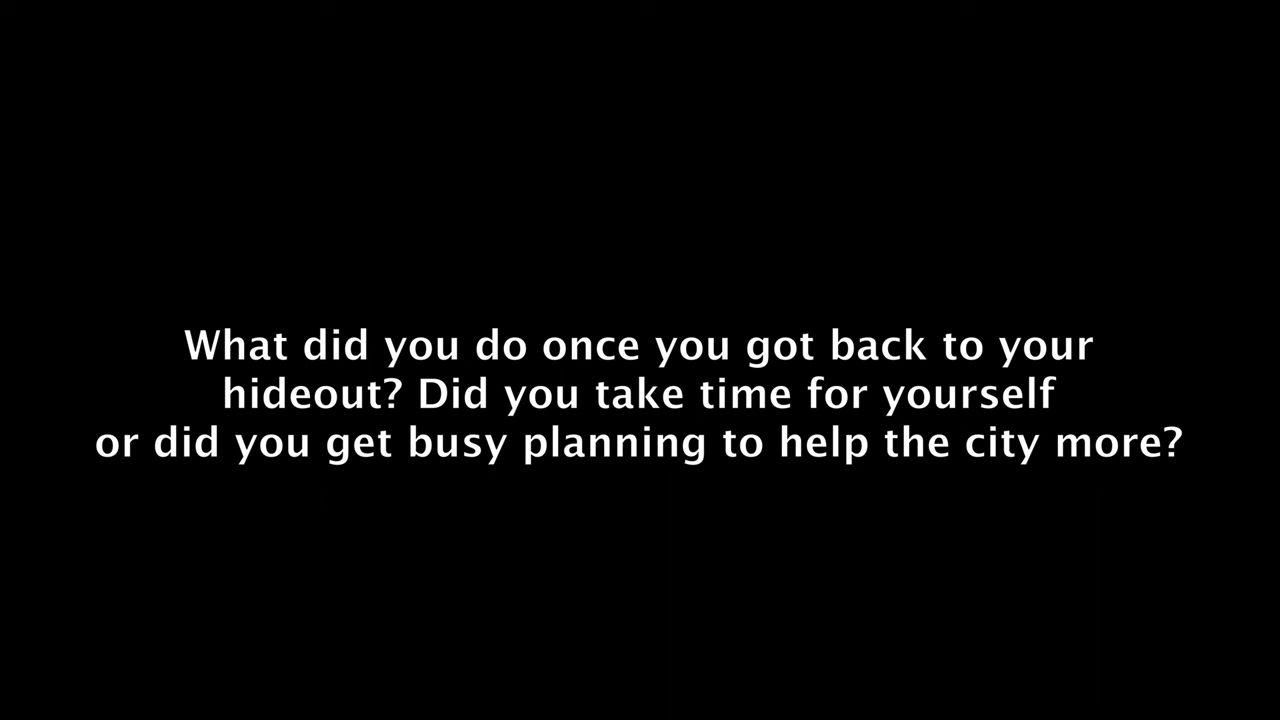 What did you do once you got back to your
hideout? Did you take time for yourself
or did you get busy planning to help the city more?